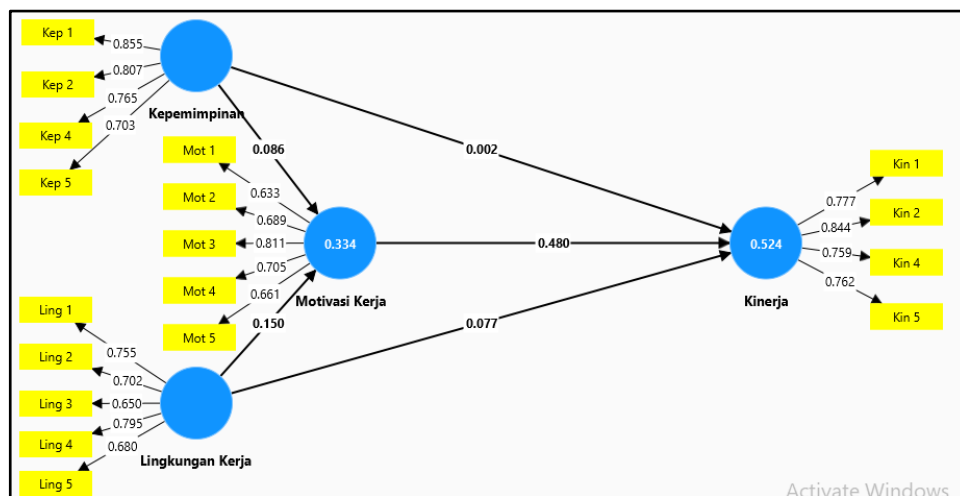 Kep 1
0.855
Kep 2
0.807
0.765
Kep 4
0.703
Kep 5
Kepemimpinan
0.086
0.002
Mot 1
0.633
Mot 2
0.689
Mot 3
0.811
Mot 4
0.705
0.661
Mot 5
0.334
Motivasi Kerja
0.480
Kin 1
0.777
Kin 2
0.844
0.524
0.759
Kin 4
0.762
Kin 5
Kinerja
Ling 1
0.755
Ling 2
0.702
Ling 3
0.650
0.795
Ling 4
0.680
Ling 5
0.150
0.077
Lingkungan Kerja
Activate Windows